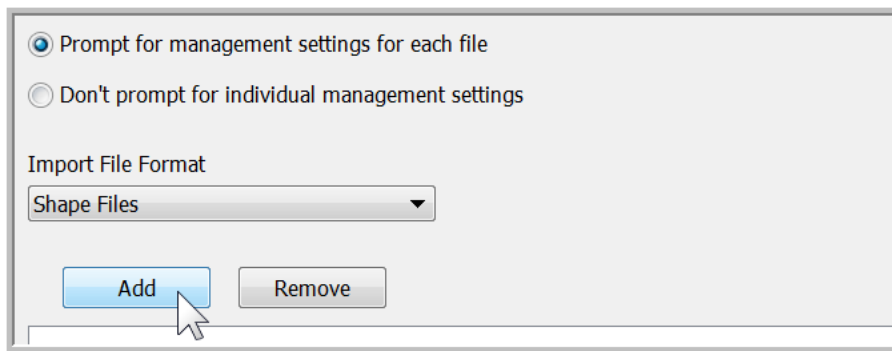 Prompt for management settings for each file
Don't prompt for individual management settings
Import File Format
Shape Files
Add Remove